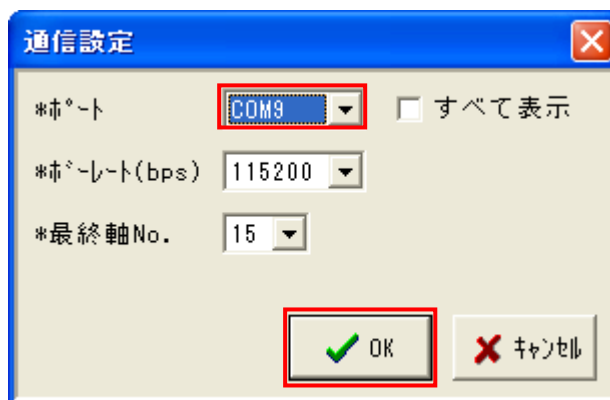 通信設定
*ﾎﾟｰﾄ COM9 すべて表示
*ﾎﾞｰﾚｰﾄ(bps) 115200
*最終軸No. 15
OK ｷｬﾝｾﾙ